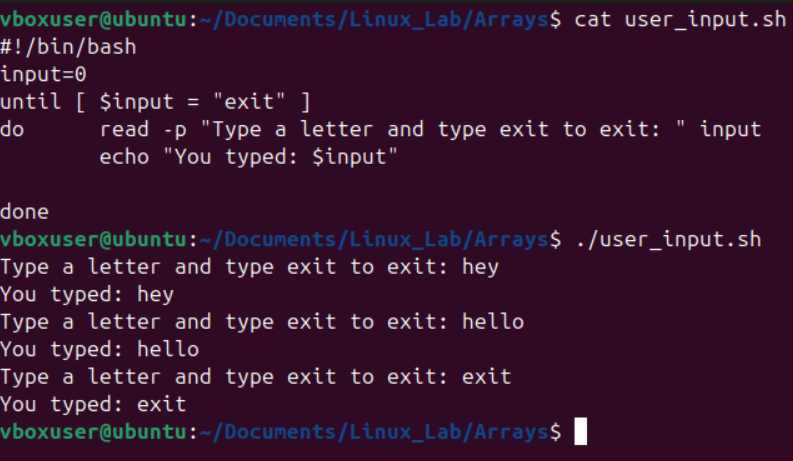 vboxuser@ubuntu:~/Documents/Linux_Lab/Arrays$ cat user_input.sh
#!/bin/bash
input=0
until [ $input = "exit" ]
do      read -p "Type a letter and type exit to exit: " input
        echo "You typed: $input"

done
vboxuser@ubuntu:~/Documents/Linux_Lab/Arrays$ ./user_input.sh
Type a letter and type exit to exit: hey
You typed: hey
Type a letter and type exit to exit: hello
You typed: hello
Type a letter and type exit to exit: exit
You typed: exit
vboxuser@ubuntu:~/Documents/Linux_Lab/Arrays$